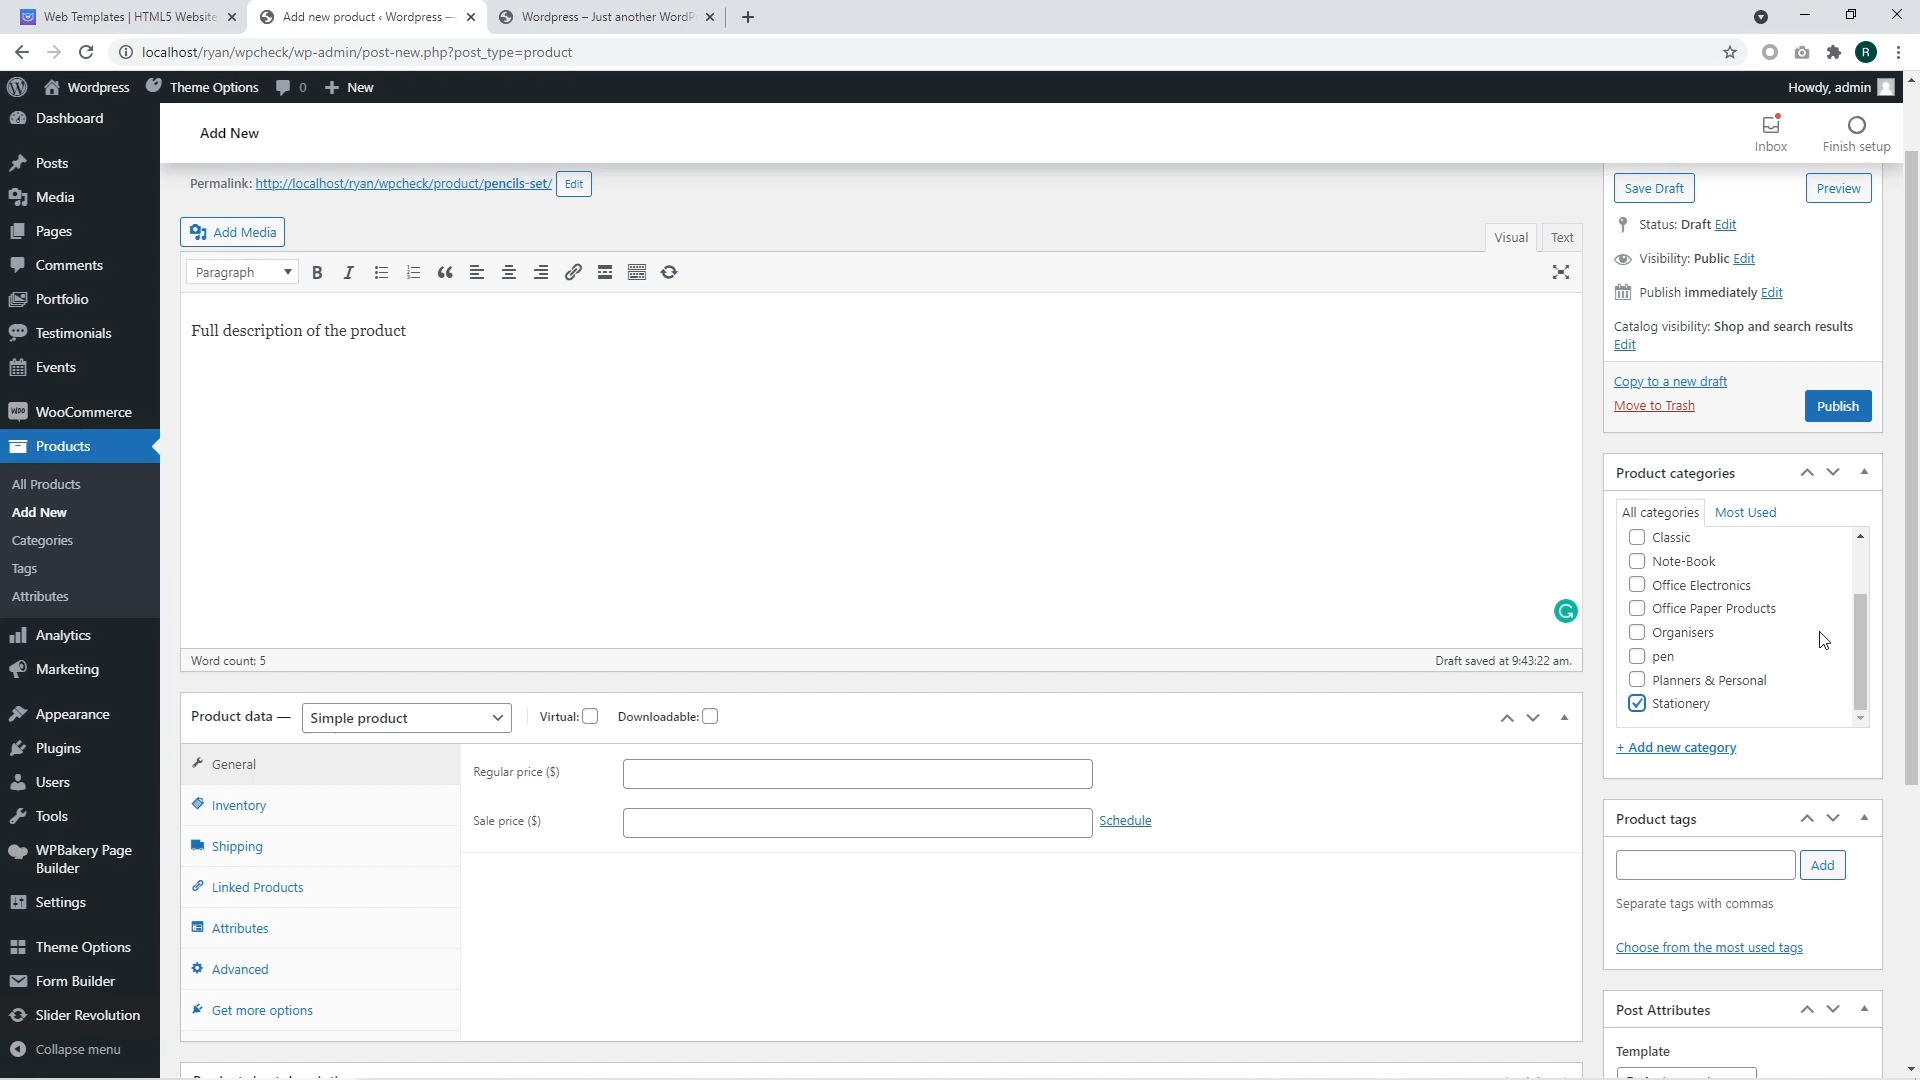 Web Templates | HTML5 Website
Add new product ‹ Wordpress —
Wordpress – Just another WordP
localhost/ryan/wpcheck/wp-admin/post-new.php?post_type=product
R
Wordpress
Theme Options
0
New
Howdy, admin
Dashboard
Posts
Media
Pages
Comments
Portfolio
Testimonials
Events
WooCommerce
Products
All Products
Add New
Categories
Tags
Attributes
Analytics
Marketing
Appearance
Plugins
Users
Tools
WPBakery Page
Builder
Settings
Theme Options
Form Builder
Slider Revolution
Collapse menu
Add New
Inbox
Finish setup
Permalink: http://localhost/ryan/wpcheck/product/pencils-set/ Edit
Add Media
Visual Text
Paragraph
Full description of the product
Word count: 5
Draft saved at 9:43:22 am.
Product data — Simple product Virtual: Downloadable:
General
Inventory
Shipping
Linked Products
Attributes
Advanced
Get more options
Regular price ($)
Sale price ($)
Schedule
Save Draft Preview
Status: Draft Edit
Visibility: Public Edit
Publish immediately Edit
Catalog visibility: Shop and search results
Edit
Copy to a new draft
Move to Trash
Publish
Product categories
All categories Most Used
Classic
Note-Book
Office Electronics
Office Paper Products
Organisers
pen
Planners & Personal
Stationery
+ Add new category
Product tags
Add
Separate tags with commas
Choose from the most used tags
Post Attributes
Template